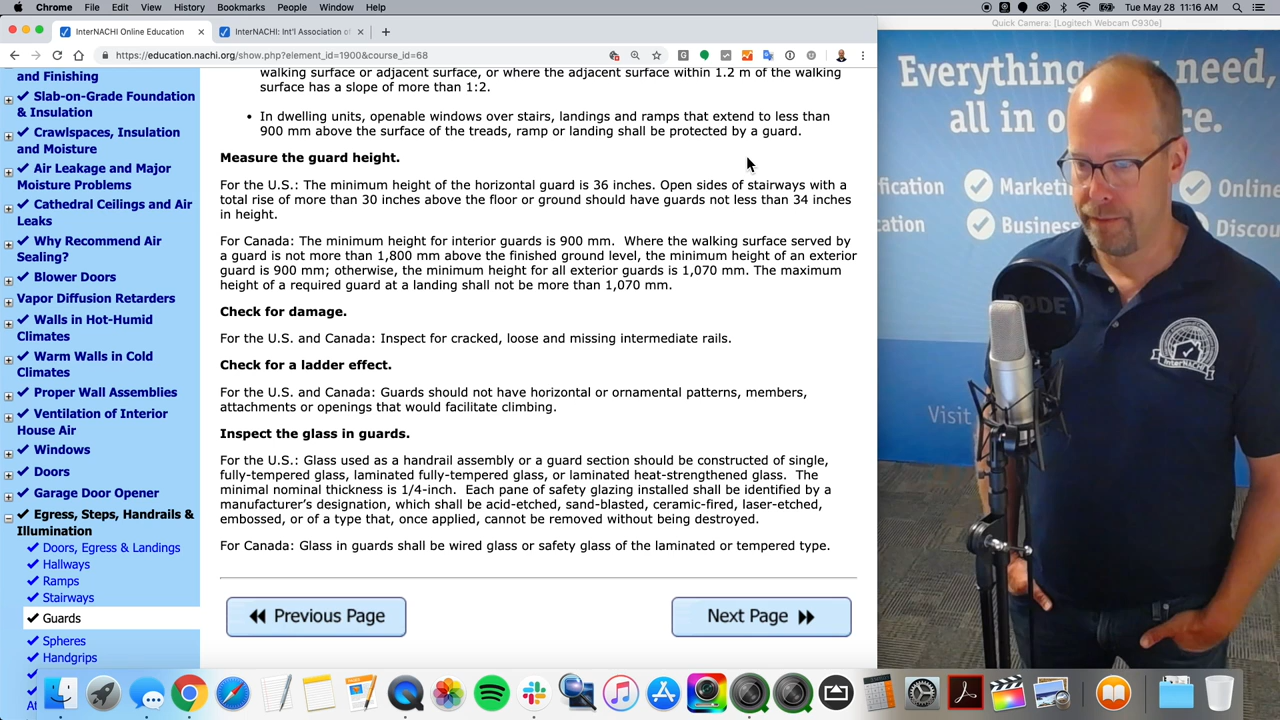 Chrome File Edit View History Bookmarks People Window Help
Tue May 28 11:16 AM
InterNACHI Online Education
InterNACHI: Int'l Association of
Quick Camera: [Logitech Webcam C930e]
https://education.nachi.org/show.php?element_id=1900&course_id=68
and Finishing
Slab-on-Grade Foundation
& Insulation
Crawlspaces, Insulation
and Moisture
Air Leakage and Major
Moisture Problems
Cathedral Ceilings and Air
Leaks
Why Recommend Air
Sealing?
Blower Doors
Vapor Diffusion Retarders
Walls in Hot-Humid
Climates
Warm Walls in Cold
Climates
Proper Wall Assemblies
Ventilation of Interior
House Air
Windows
Doors
Garage Door Opener
Egress, Steps, Handrails &
Illumination
Doors, Egress & Landings
Hallways
Ramps
Stairways
Guards
Spheres
Handgrips
walking surface or adjacent surface, or where the adjacent surface within 1.2 m of the walking
surface has a slope of more than 1:2.
• In dwelling units, openable windows over stairs, landings and ramps that extend to less than
900 mm above the surface of the treads, ramp or landing shall be protected by a guard.
Measure the guard height.
For the U.S.: The minimum height of the horizontal guard is 36 inches. Open sides of stairways with a
total rise of more than 30 inches above the floor or ground should have guards not less than 34 inches
in height.
For Canada: The minimum height for interior guards is 900 mm. Where the walking surface served by
a guard is not more than 1,800 mm above the finished ground level, the minimum height of an exterior
guard is 900 mm; otherwise, the minimum height for all exterior guards is 1,070 mm. The maximum
height of a required guard at a landing shall not be more than 1,070 mm.
Check for damage.
For the U.S. and Canada: Inspect for cracked, loose and missing intermediate rails.
Check for a ladder effect.
For the U.S. and Canada: Guards should not have horizontal or ornamental patterns, members,
attachments or openings that would facilitate climbing.
Inspect the glass in guards.
For the U.S.: Glass used as a handrail assembly or a guard section should be constructed of single,
fully-tempered glass, laminated fully-tempered glass, or laminated heat-strengthened glass. The
minimal nominal thickness is 1/4-inch. Each pane of safety glazing installed shall be identified by a
manufacturer's designation, which shall be acid-etched, sand-blasted, ceramic-fired, laser-etched,
embossed, or of a type that, once applied, cannot be removed without being destroyed.
For Canada: Glass in guards shall be wired glass or safety glass of the laminated or tempered type.
Previous Page
Next Page
Everything need,
all in
Online
Visit
RØDE
InterNACHI